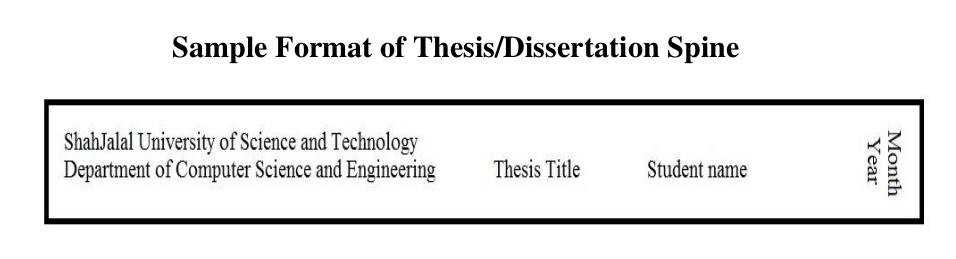 Sample Format of Thesis/Dissertation Spine
ShahJalal University of Science and Technology
Department of Computer Science and Engineering
Thesis Title
Student name
Month
Year